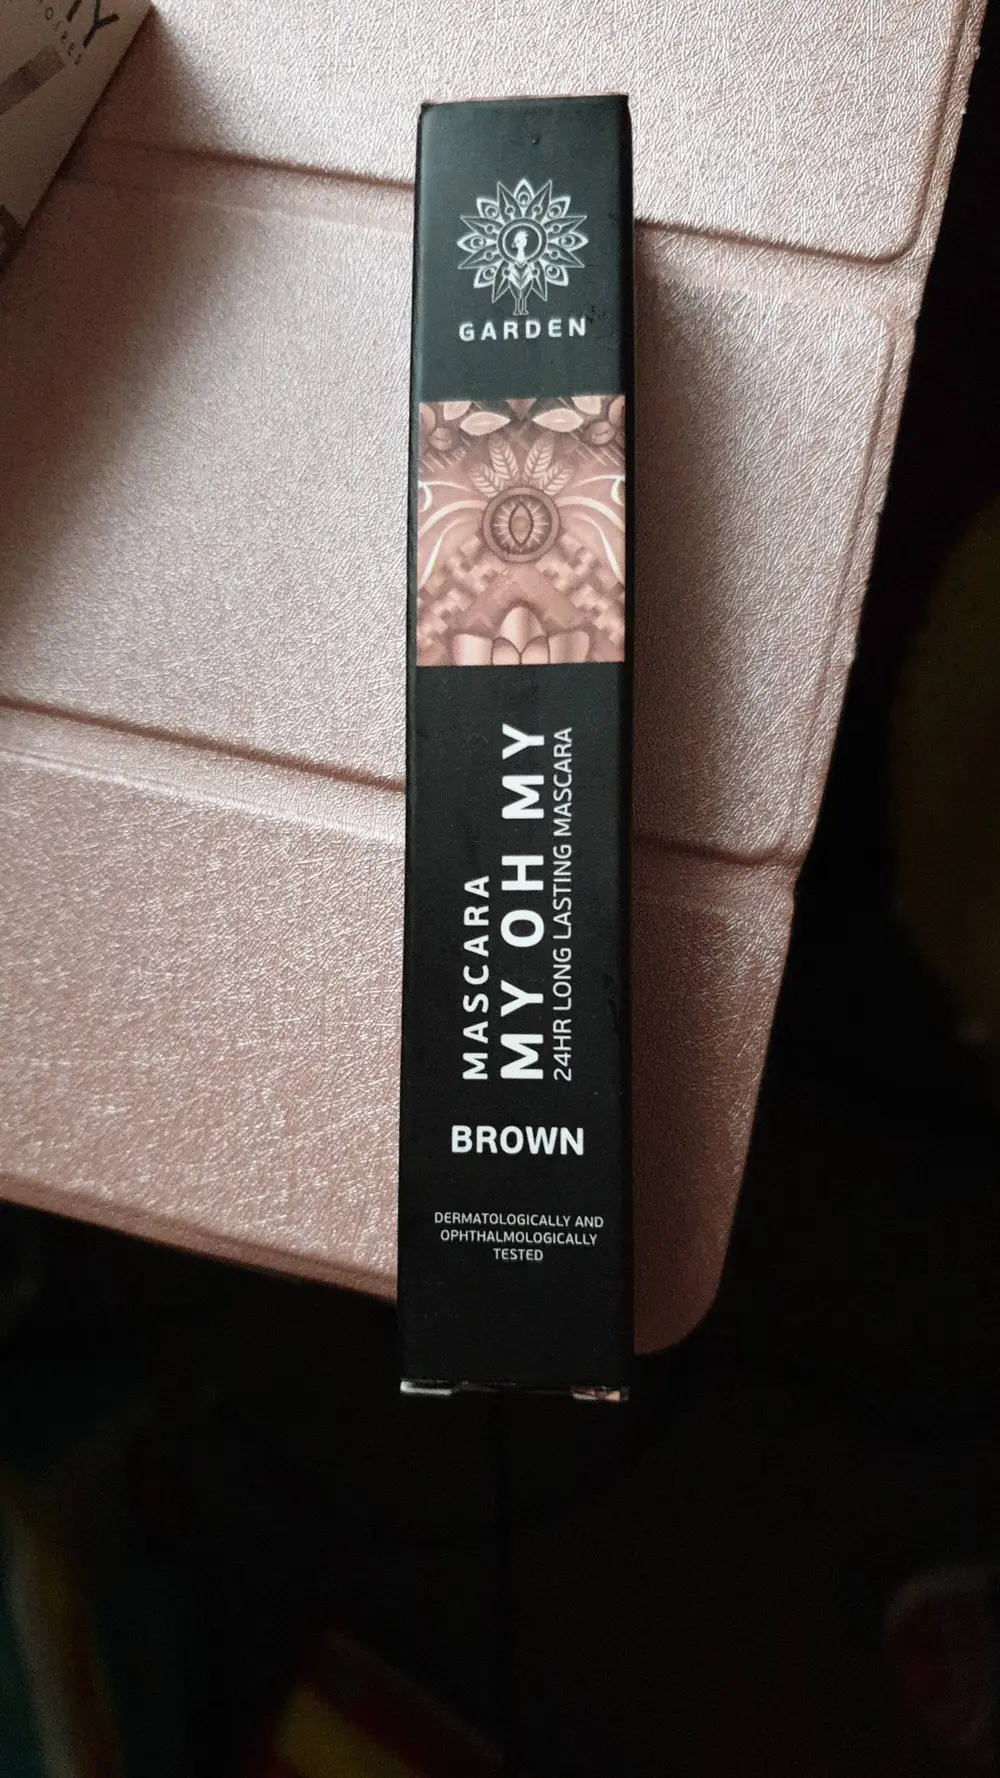 GARDEN
MASCARA
MY OH MY
24HR LONG LASTING MASCARA
BROWN
DERMATOLOGICALLY AND
OPHTHALMOLOGICALLY
TESTED